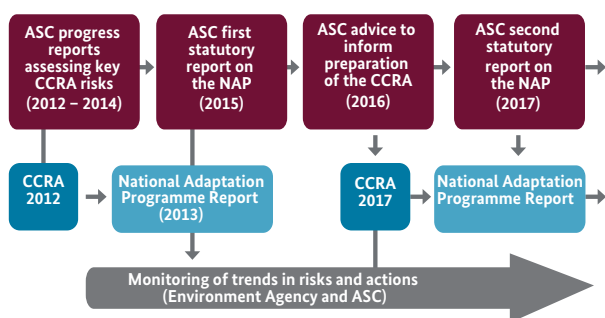 ASC progress
reports
assessing key
CCRA risks
(2012 – 2014)
ASC first
statutory
report on
the NAP
(2015)
ASC advice to
inform
preparation
of the CCRA
(2016)
ASC second
statutory
report on
the NAP
(2017)
CCRA
2012
National Adaptation
Programme Report
(2013)
CCRA
2017
National Adaptation
Programme Report
Monitoring of trends in risks and actions
(Environment Agency and ASC)